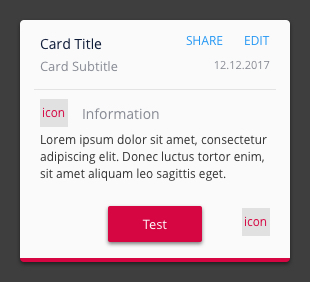 Card Title SHARE EDIT
Card Subtitle 12.12.2017
icon Information
Lorem ipsum dolor sit amet, consectetur
adipiscing elit. Donec luctus tortor enim,
sit amet aliquam leo sagittis eget.
Test icon